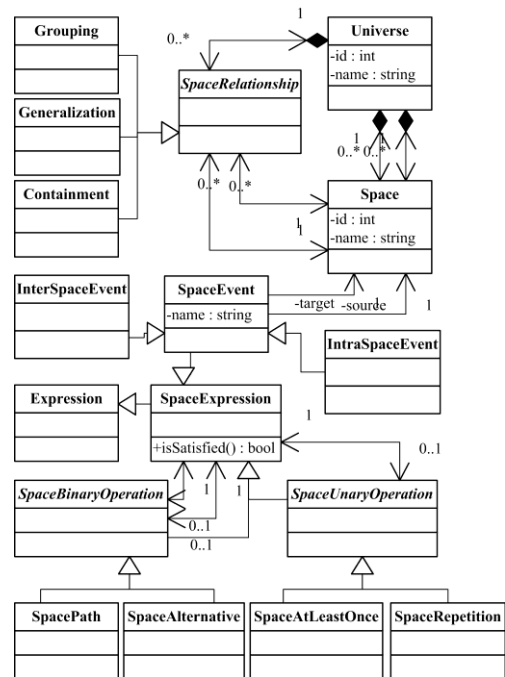 1
Grouping
Universe
0..*
-id : int
-name : string
SpaceRelationship
Generalization
1 1
0..* 0..*
Containment
0..* 0..*
Space
-id : int
-name : string
1
1
InterSpaceEvent
SpaceEvent
-name : string
-target -source 1 1
IntraSpaceEvent
Expression
SpaceExpression
+isSatisfied() : bool
1
0..1
SpaceBinaryOperation
1 1
SpaceUnaryOperation
0..1
0..1
SpacePath
SpaceAlternative
SpaceAtLeastOnce
SpaceRepetition